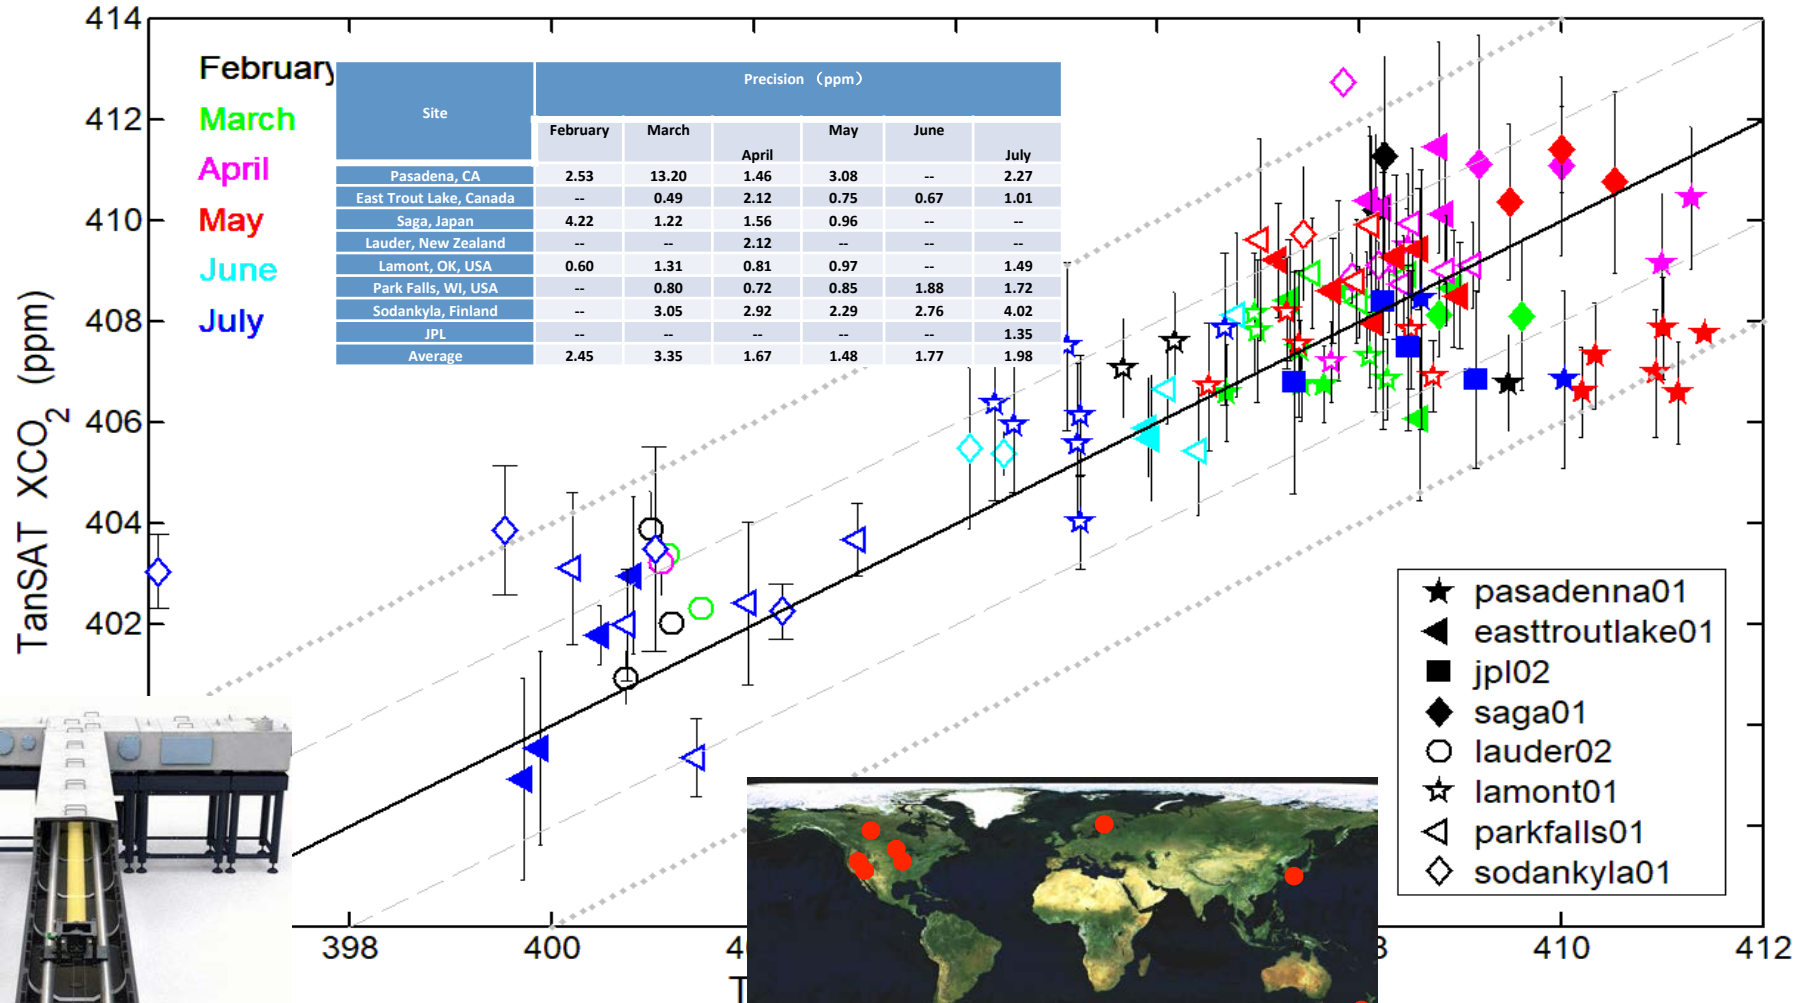 414
412
410
408
406
404
402
TanSAT XCO2 (ppm)
February
March
April
May
June
July
Site Precision （ppm）
February March April May June July
Pasadena, CA 2.53 13.20 1.46 3.08 -- 2.27
East Trout Lake, Canada -- 0.49 2.12 0.75 0.67 1.01
Saga, Japan 4.22 1.22 1.56 0.96 -- --
Lauder, New Zealand -- -- 2.12 -- -- --
Lamont, OK, USA 0.60 1.31 0.81 0.97 -- 1.49
Park Falls, WI, USA -- 0.80 0.72 0.85 1.88 1.72
Sodankyla, Finland -- 3.05 2.92 2.29 2.76 4.02
JPL -- -- -- -- -- 1.35
Average 2.45 3.35 1.67 1.48 1.77 1.98
pasadenna01
easttroutlake01
jpl02
saga01
lauder02
lamont01
parkfalls01
sodankyla01
398 400 410 412